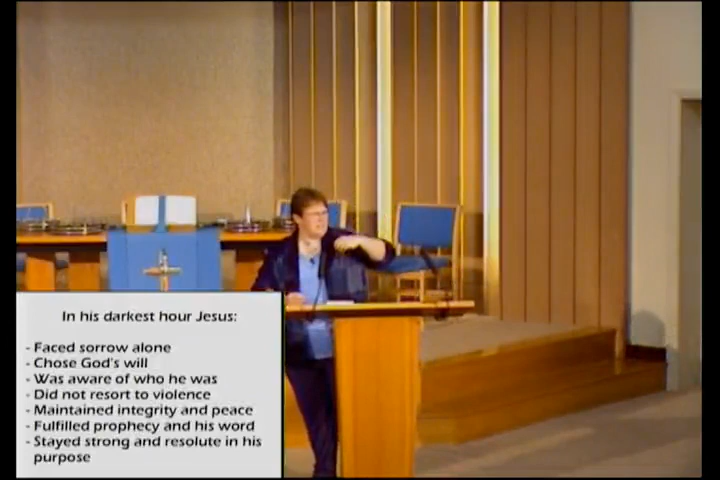 In his darkest hour Jesus:
- Faced sorrow alone
- Chose God's will
- Was aware of who he was
- Did not resort to violence
- Maintained integrity and peace
- Fulfilled prophecy and his word
- Stayed strong and resolute in his
purpose